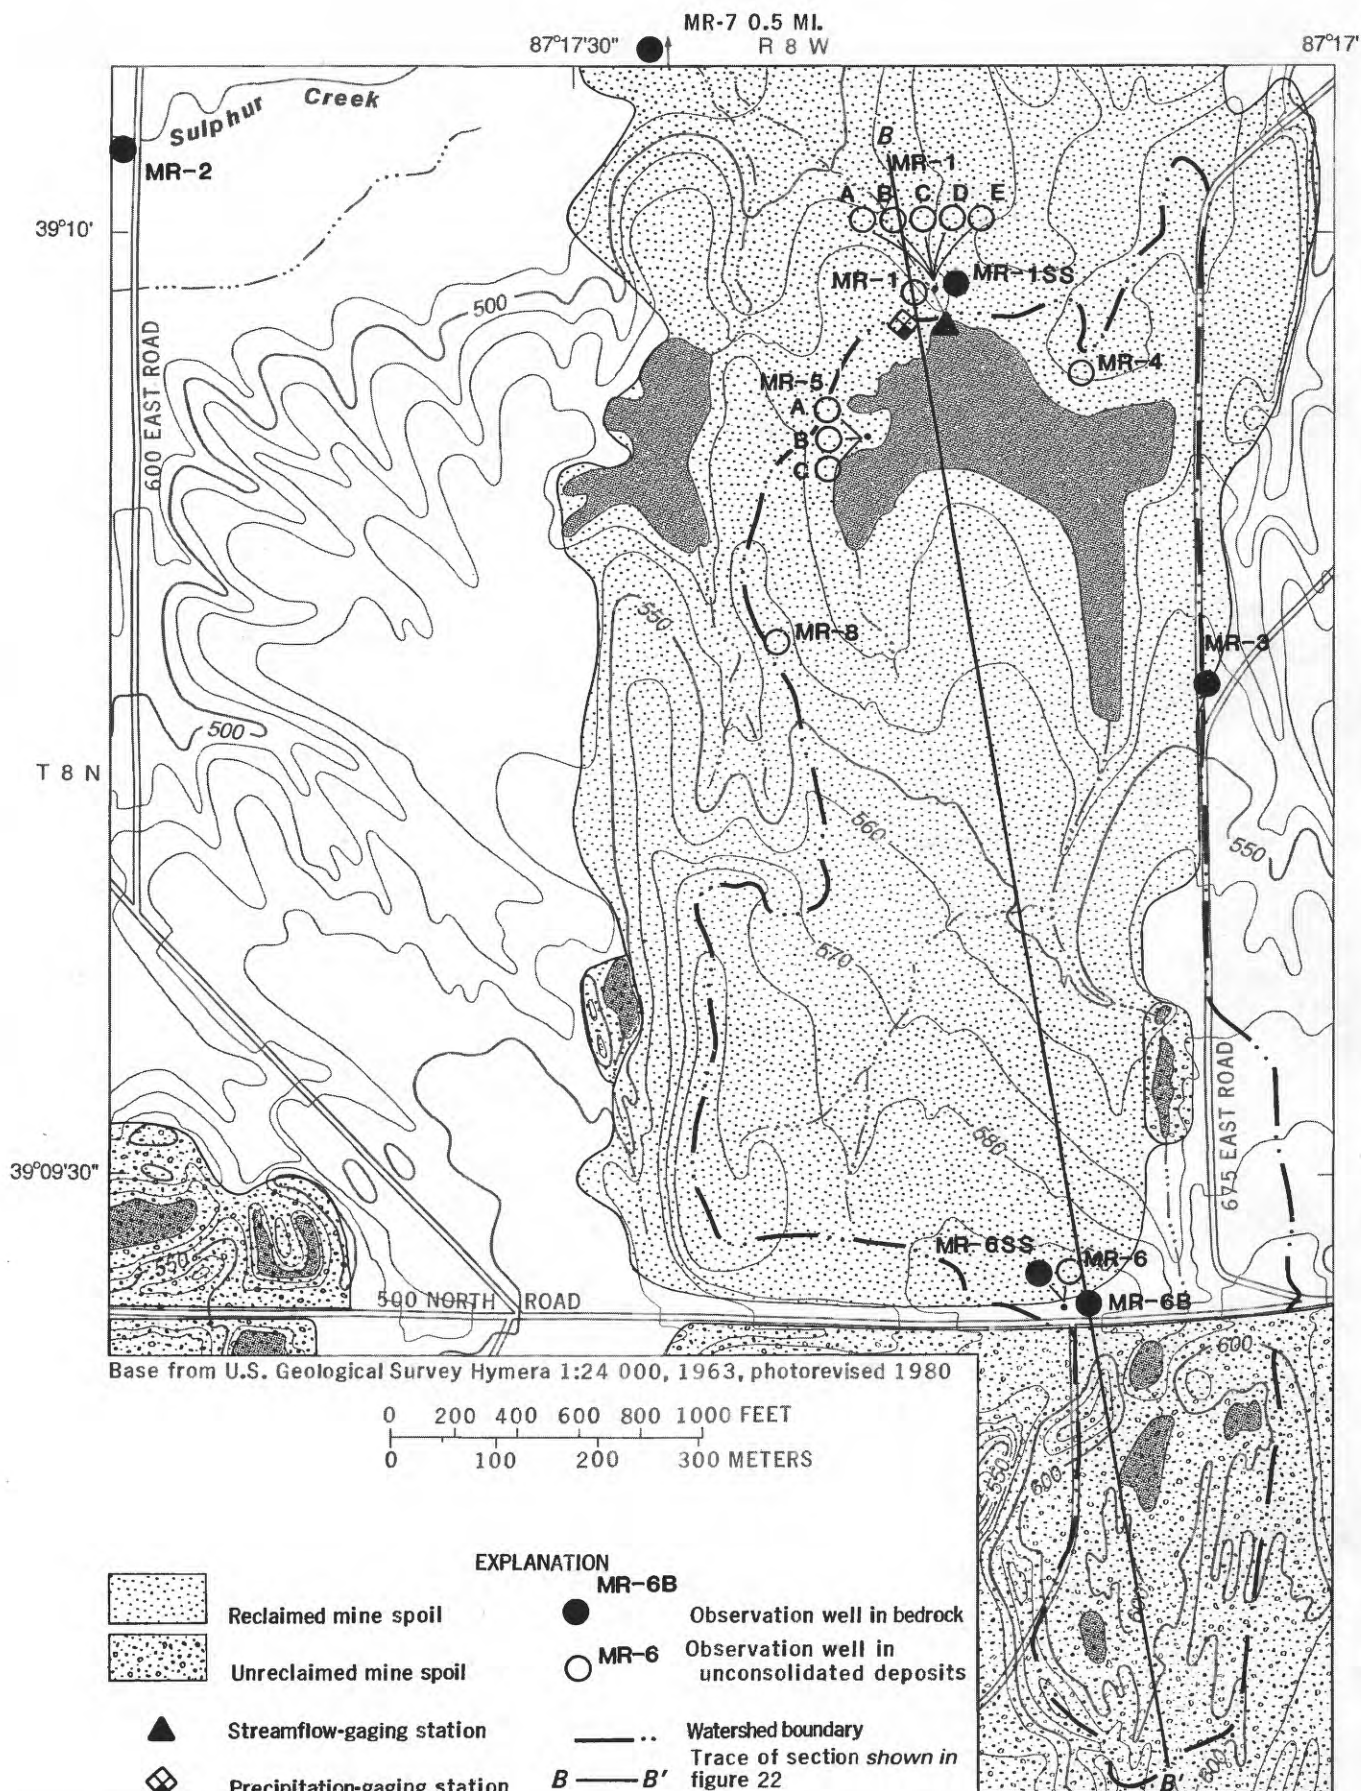 MR-7 0.5 MI.
87°17'30"
R 8 W
87°17'
Sulphur Creek
MR-2
B
MR-1
A B C D E
39°10'
MR-1
MR-1SS
500
600 EAST ROAD
MR-5
A
B
C
MR-4
550
MR-8
MR-3
500
T 8 N
560
550
570
675 EAST ROAD
580
39°09'30"
MR-6SS
MR-6
550
500 NORTH ROAD
MR-6B
600
Base from U.S. Geological Survey Hymera 1:24 000, 1963, photorevised 1980
0 200 400 600 800 1000 FEET
0 100 200 300 METERS
550
600
600
EXPLANATION
MR-6B
Reclaimed mine spoil
Observation well in bedrock
MR-6
Observation well in
unconsolidated deposits
Unreclaimed mine spoil
Streamflow-gaging station
Watershed boundary
Trace of section shown in
figure 22
Precipitation-gaging station
B B'
600
B'